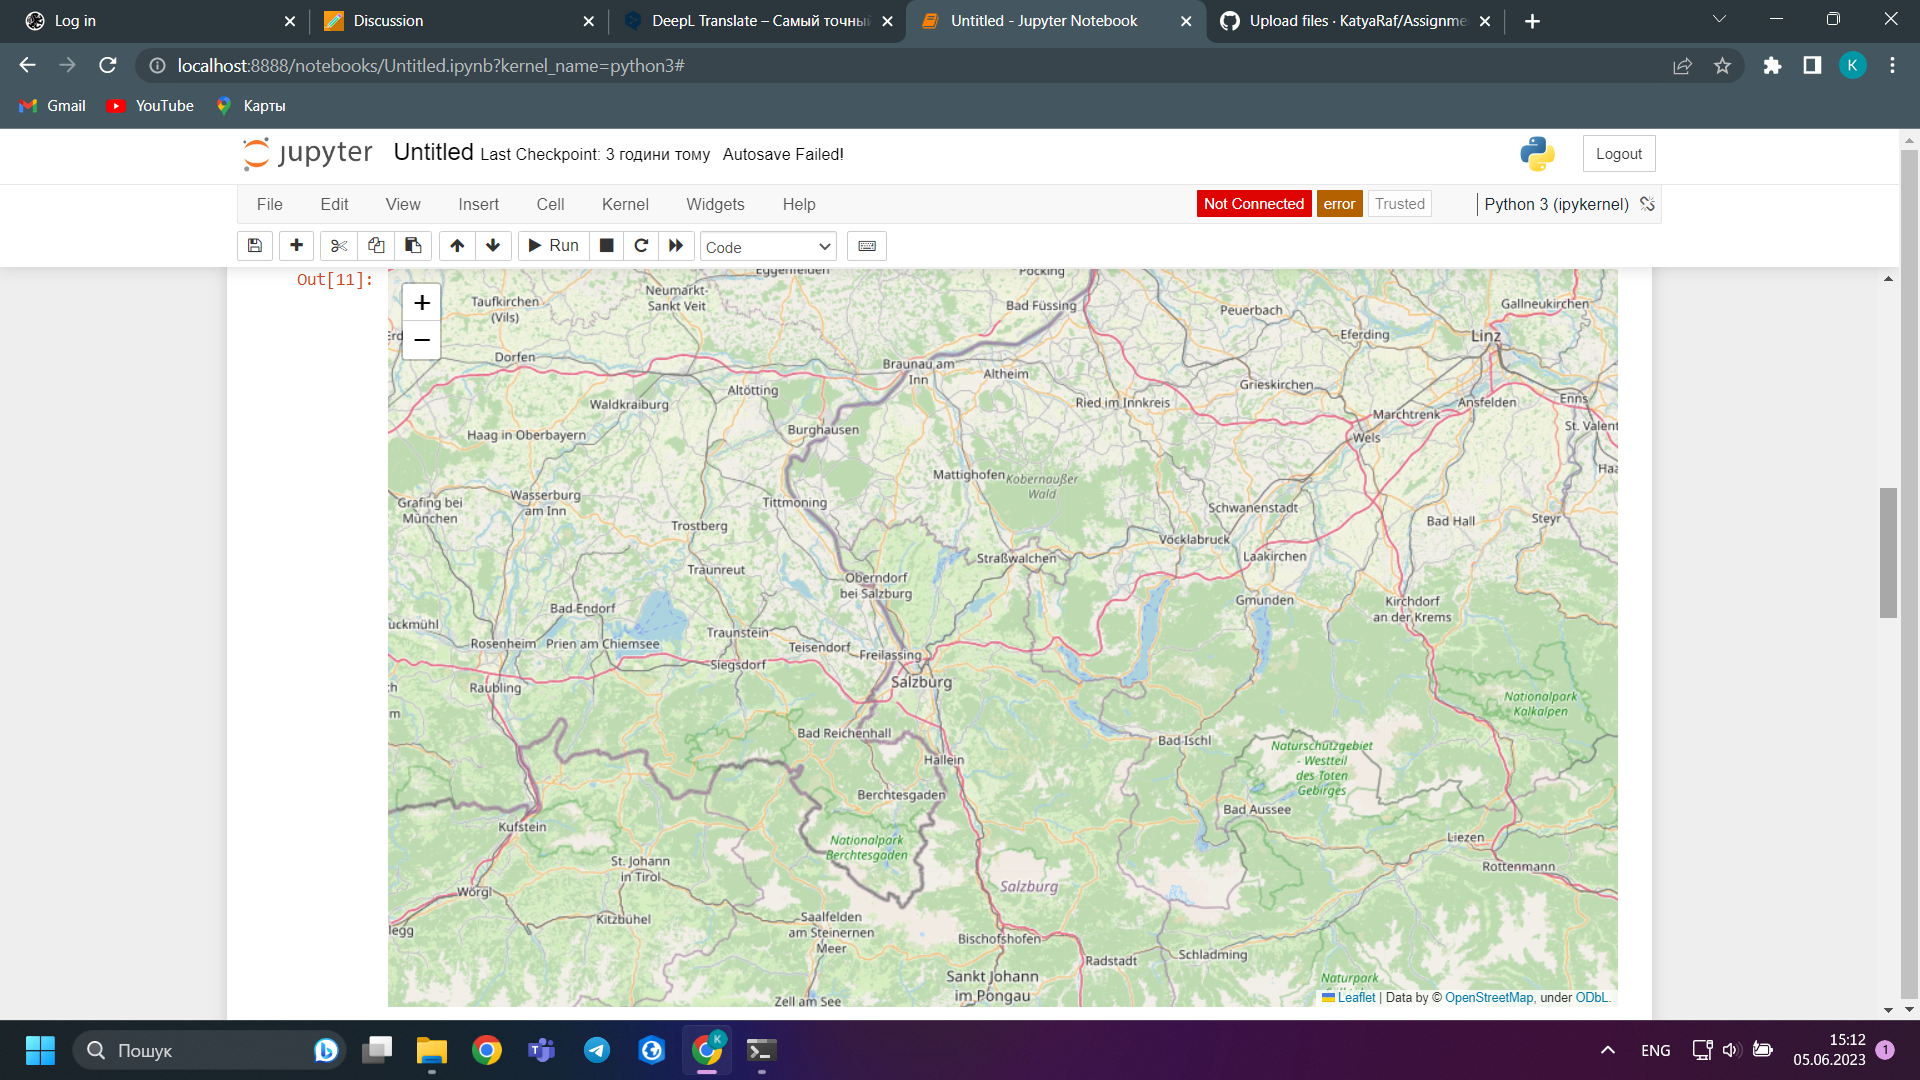 Log in
Discussion
DeepL Translate – Самый точный
Untitled - Jupyter Notebook
Upload files · KatyaRaf/Assignme
localhost:8888/notebooks/Untitled.ipynb?kernel_name=python3#
K
Gmail
YouTube
Карты
jupyter
Untitled Last Checkpoint: 3 години тому Autosave Failed!
Logout
File Edit View Insert Cell Kernel Widgets Help
Not Connected error Trusted Python 3 (ipykernel)
Run
Code
Out[11]:
+
−
Eggenfelden
Pocking
Neumarkt-
Sankt Veit
Taufkirchen
(Vils)
Bad Füssing
Peuerbach
Gallneukirchen
Erd
Eferding
Linz
Dorfen
Braunau am
Inn
Altheim
Altötting
Grieskirchen
Waldkraiburg
Ried im Innkreis
Marchtrenk
Ansfelden
Enns
Burghausen
Haag in Oberbayern
Wels
St. Valent
Mattighofen
Kobernaußer
Wald
Haa
Grafing bei
München
Wasserburg
am Inn
Tittmoning
Trostberg
Schwanenstadt
Bad Hall
Steyr
Vöcklabruck
Laakirchen
Straßwalchen
Traunreut
Oberndorf
bei Salzburg
Bad Endorf
Gmunden
Kirchdorf
an der Krems
uckmühl
Rosenheim
Prien am Chiemsee
Traunstein
Siegsdorf
Teisendorf
Freilassing
Salzburg
ch
Raubling
m
Nationalpark
Kalkalpen
Bad Reichenhall
Bad Ischl
Naturschutzgebiet
- Westteil
des Toten
Gebirges
Hallein
Berchtesgaden
Bad Aussee
Kufstein
Nationalpark
Berchtesgaden
Liezen
Rottenmann
St. Johann
in Tirol
Wörgl
Salzburg
Kitzbühel
Saalfelden
am Steinernen
Meer
legg
Bischofshofen
Radstadt
Schladming
Sankt Johann
im Pongau
Zell am See
Naturpark
Leaflet | Data by © OpenStreetMap, under ODbL.
Пошук
K
ENG
15:12
05.06.2023
1